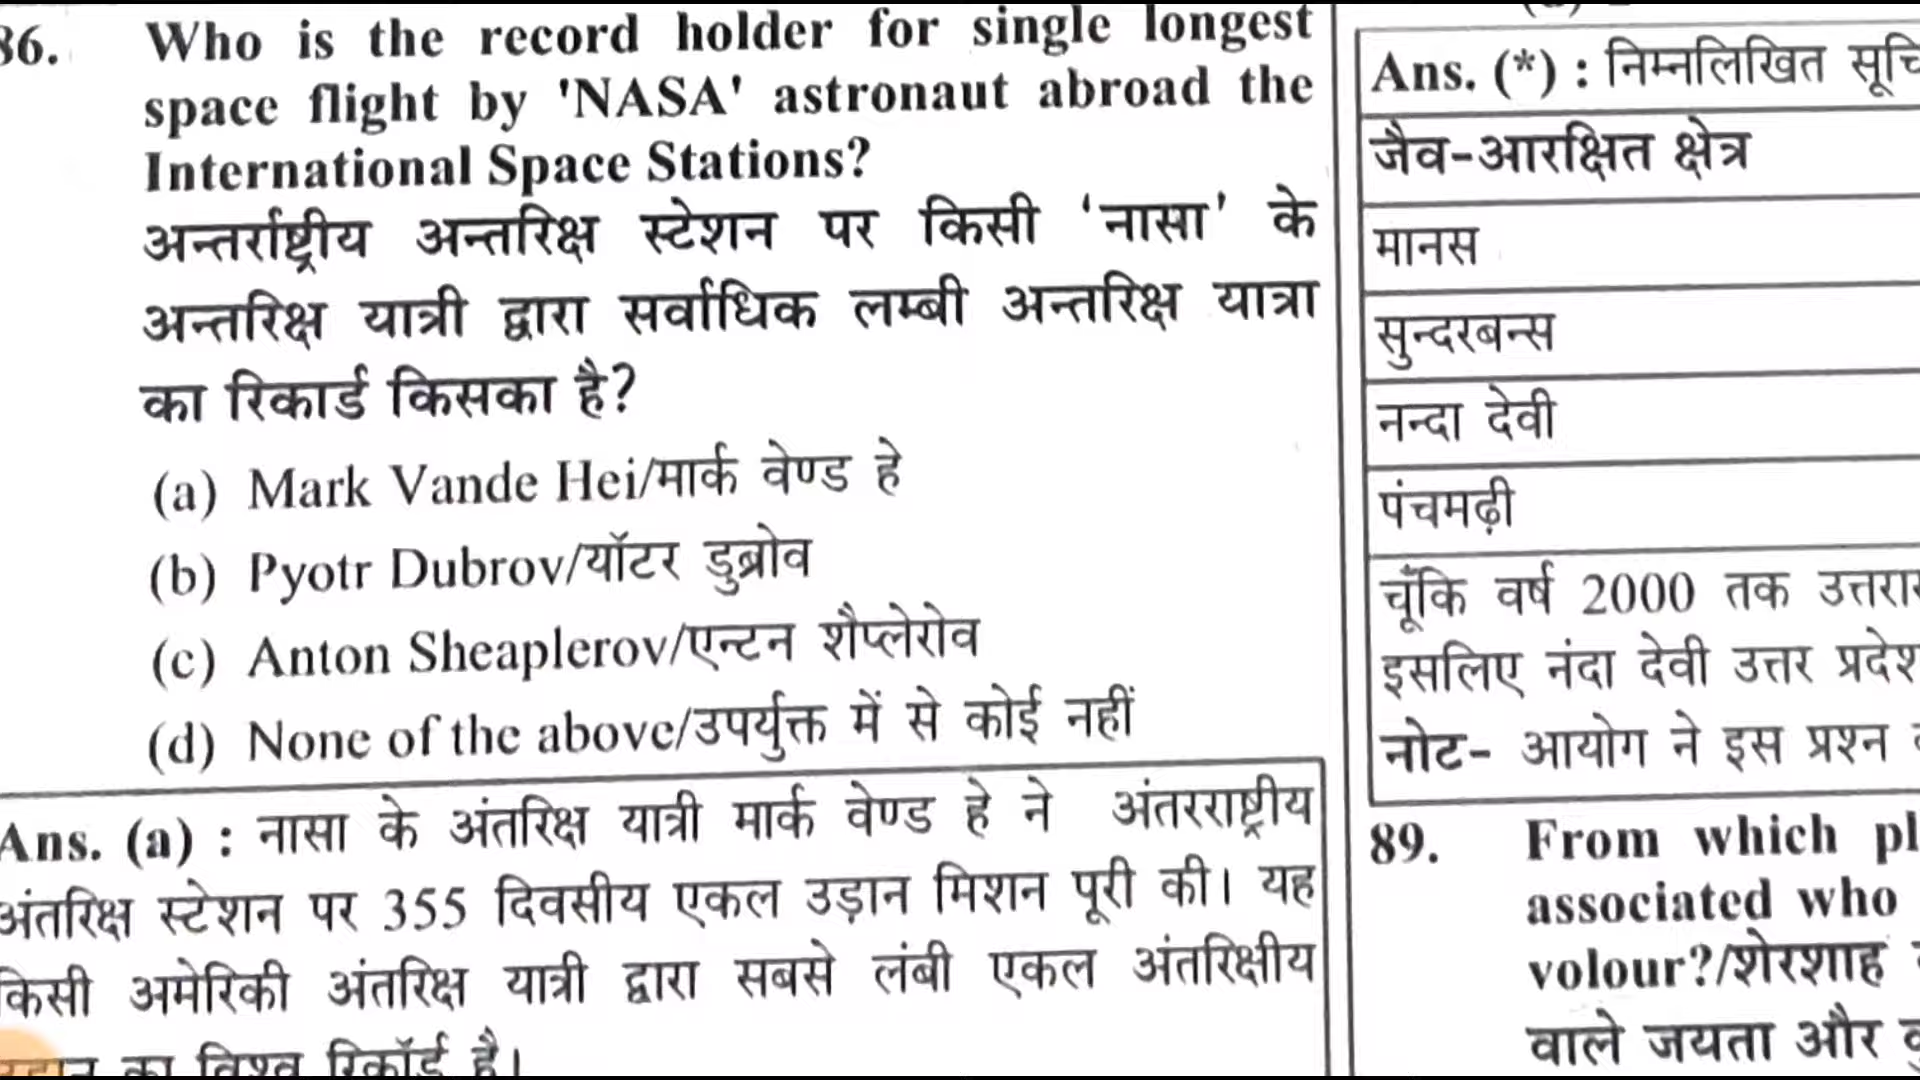 36. Who is the record holder for single longest
space flight by 'NASA' astronaut abroad the
International Space Stations?
अन्तर्राष्ट्रीय अन्तरिक्ष स्टेशन पर किसी ‘नासा’ के
अन्तरिक्ष यात्री द्वारा सर्वाधिक लम्बी अन्तरिक्ष यात्रा
का रिकार्ड किसका है?
(a) Mark Vande Hei/मार्क वेण्ड हे
(b) Pyotr Dubrov/यॉटर डुब्रोव
(c) Anton Sheaplerov/एन्टन शैप्लेरोव
(d) None of the above/उपर्युक्त में से कोई नहीं
Ans. (a) : नासा के अंतरिक्ष यात्री मार्क वेण्ड हे ने अंतरराष्ट्रीय
अंतरिक्ष स्टेशन पर 355 दिवसीय एकल उड़ान मिशन पूरी की। यह
किसी अमेरिकी अंतरिक्ष यात्री द्वारा सबसे लंबी एकल अंतरिक्षीय
का विश्व रिकॉर्ड है।
Ans. (*) : निम्नलिखित
जैव-आरक्षित क्षेत्र
मानस
सुन्दरबन्स
नन्दा देवी
पंचमढ़ी
चूँकि वर्ष 2000 तक
इसलिए नंदा देवी उत्तर प्रदेश
नोट- आयोग ने इस प्रश्न
89. From which
associated who
volour?/शेरशाह
वाले जयता और